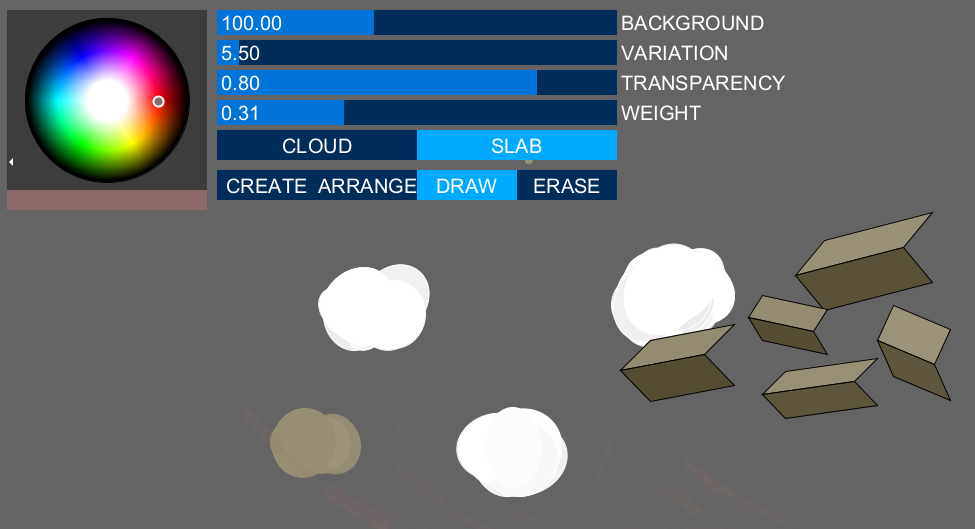 100.00 BACKGROUND
5.50 VARIATION
0.80 TRANSPARENCY
0.31 WEIGHT
CLOUD SLAB
CREATE ARRANGE DRAW ERASE